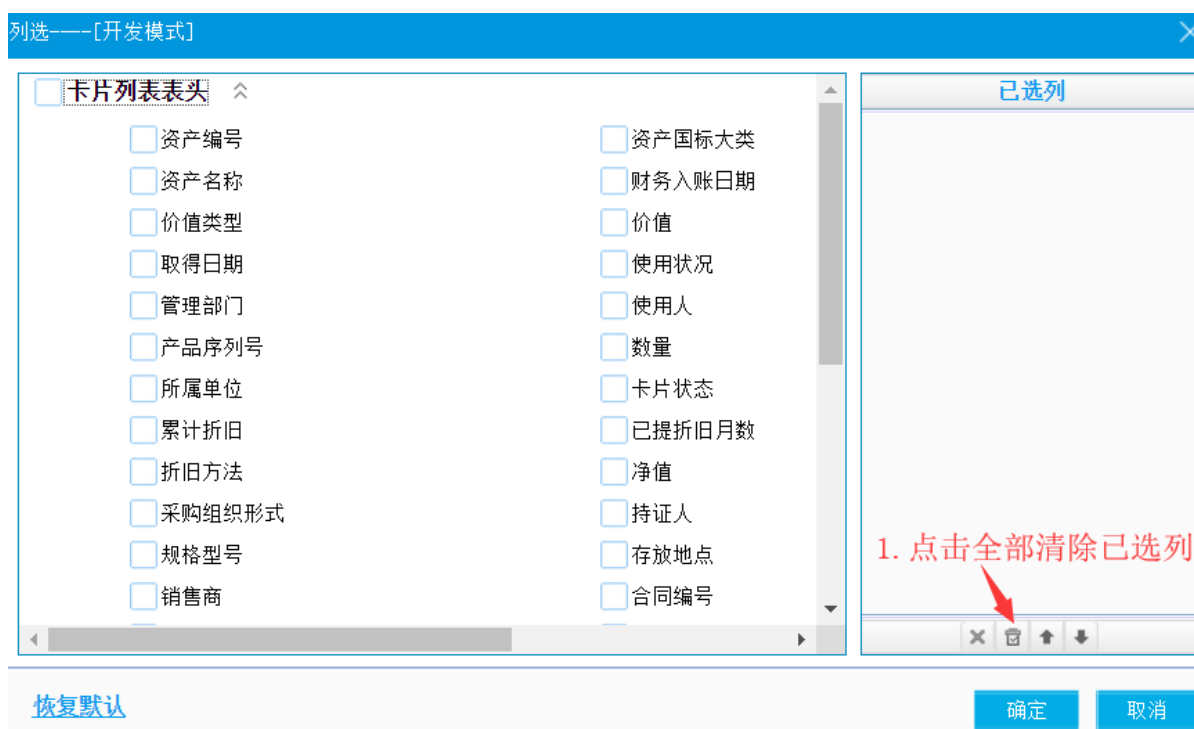 列选——-[开发模式]
卡片列表表头
已选列
资产编号 资产国标大类
资产名称 财务入账日期
价值类型 价值
取得日期 使用状况
管理部门 使用人
产品序列号 数量
所属单位 卡片状态
累计折旧 已提折旧月数
折旧方法 净值
采购组织形式 持证人
规格型号 存放地点
销售商 合同编号
1. 点击全部清除已选列
恢复默认
确定 取消